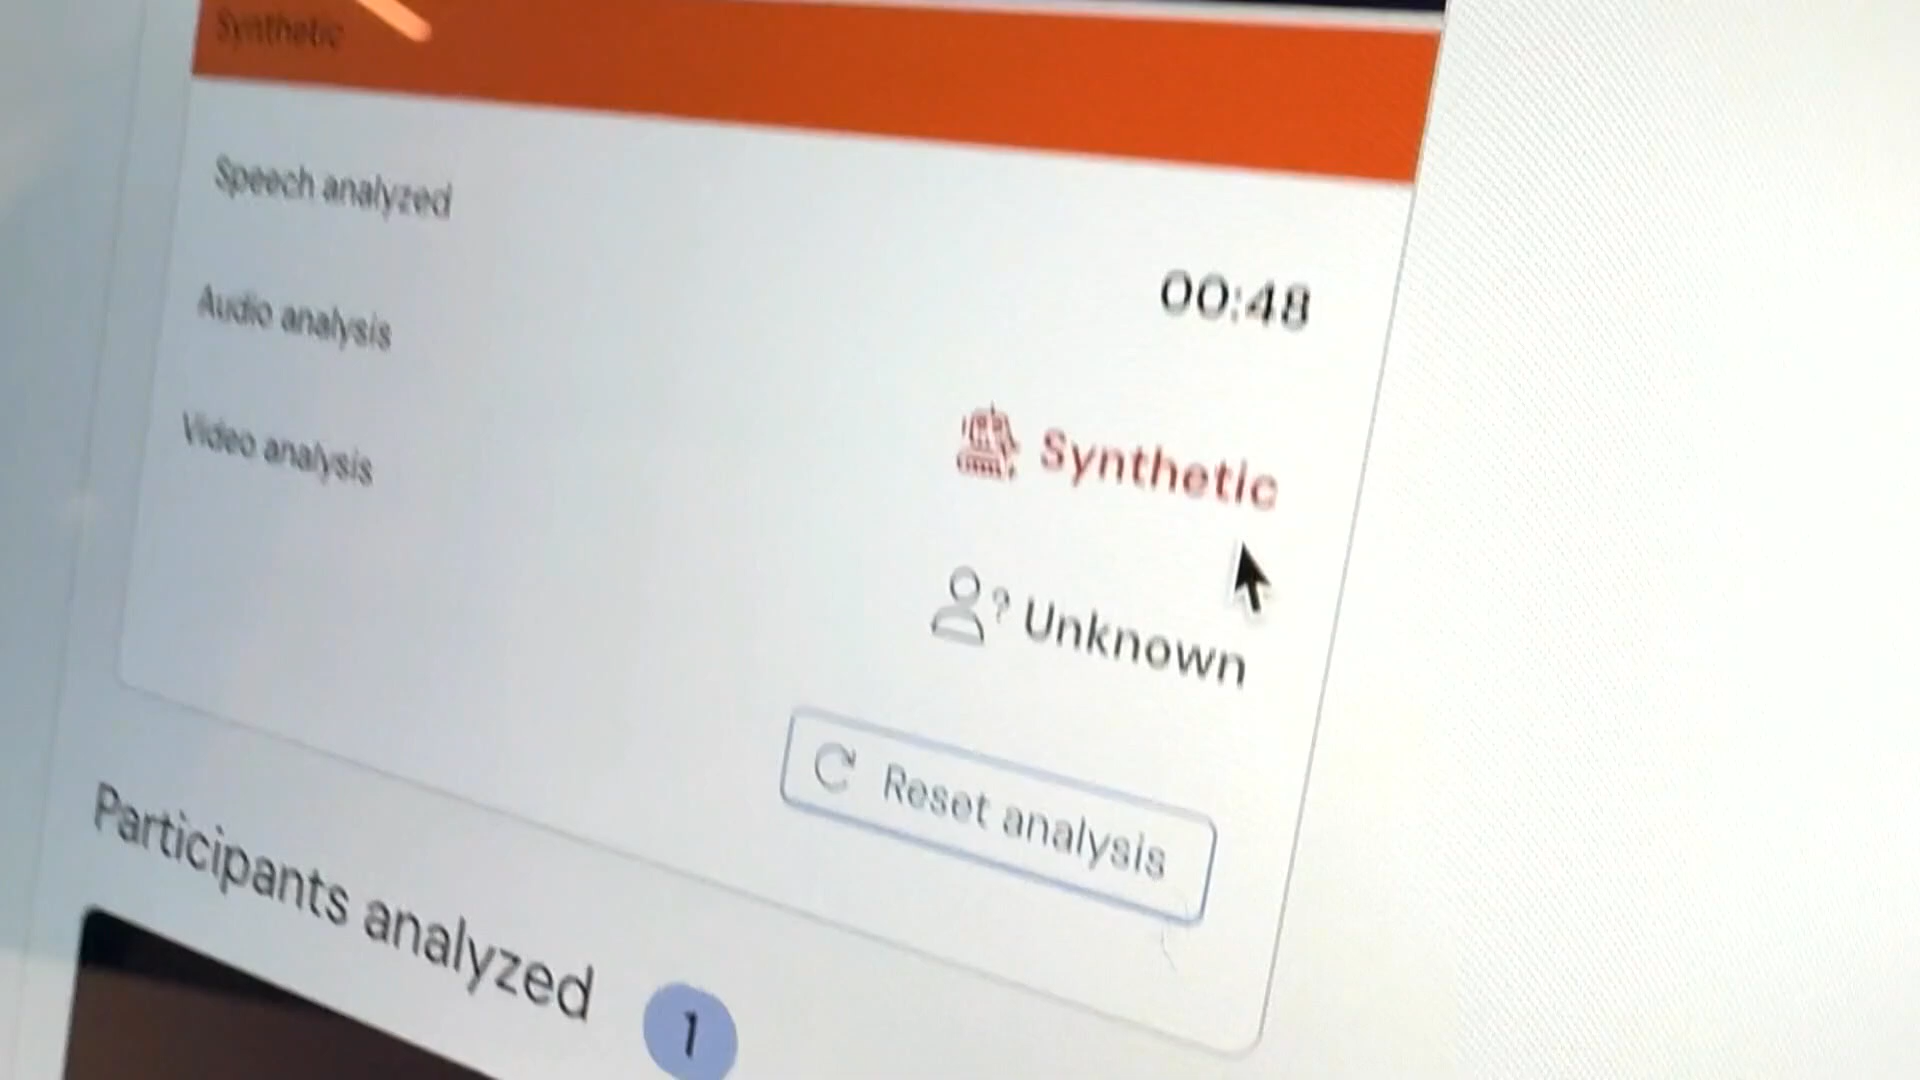 Synthetic
Speech analyzed
00:48
Audio analysis
Synthetic
Video analysis
? Unknown
Reset analysis
Participants analyzed 1